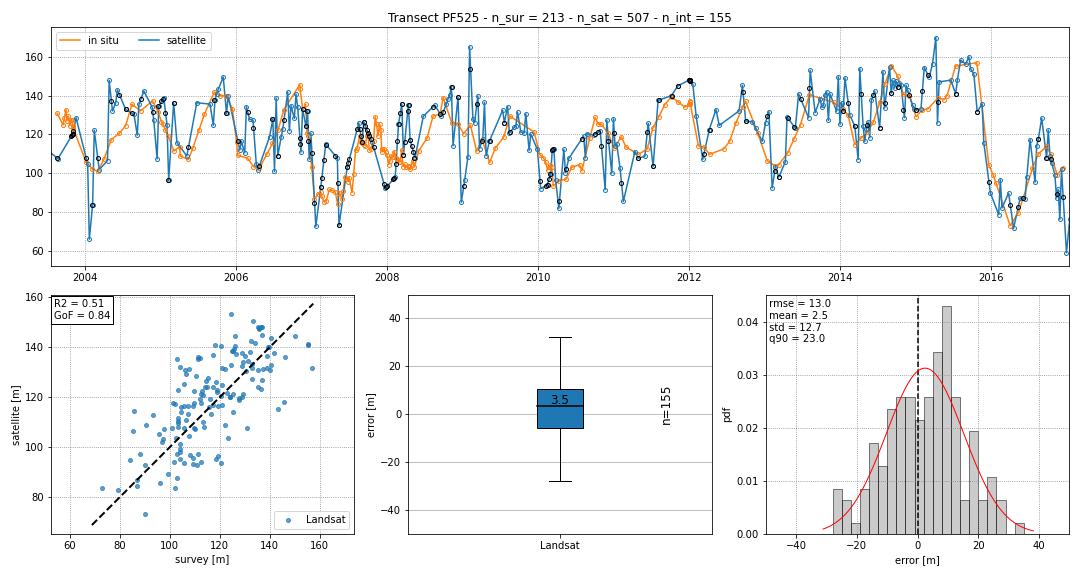 Transect PF525 - n_sur = 213 - n_sat = 507 - n_int = 155
in situ
satellite
160
140
120
100
80
60
2004
2006
2008
2010
2012
2014
2016
R2 = 0.51
GoF = 0.84
satellite [m]
160
140
120
100
80
60
80
100
120
140
160
survey [m]
Landsat
error [m]
40
20
0
−20
−40
3.5
n=155
Landsat
rmse = 13.0
mean = 2.5
std = 12.7
q90 = 23.0
pdf
0.04
0.03
0.02
0.01
0.00
−40
−20
0
20
40
error [m]